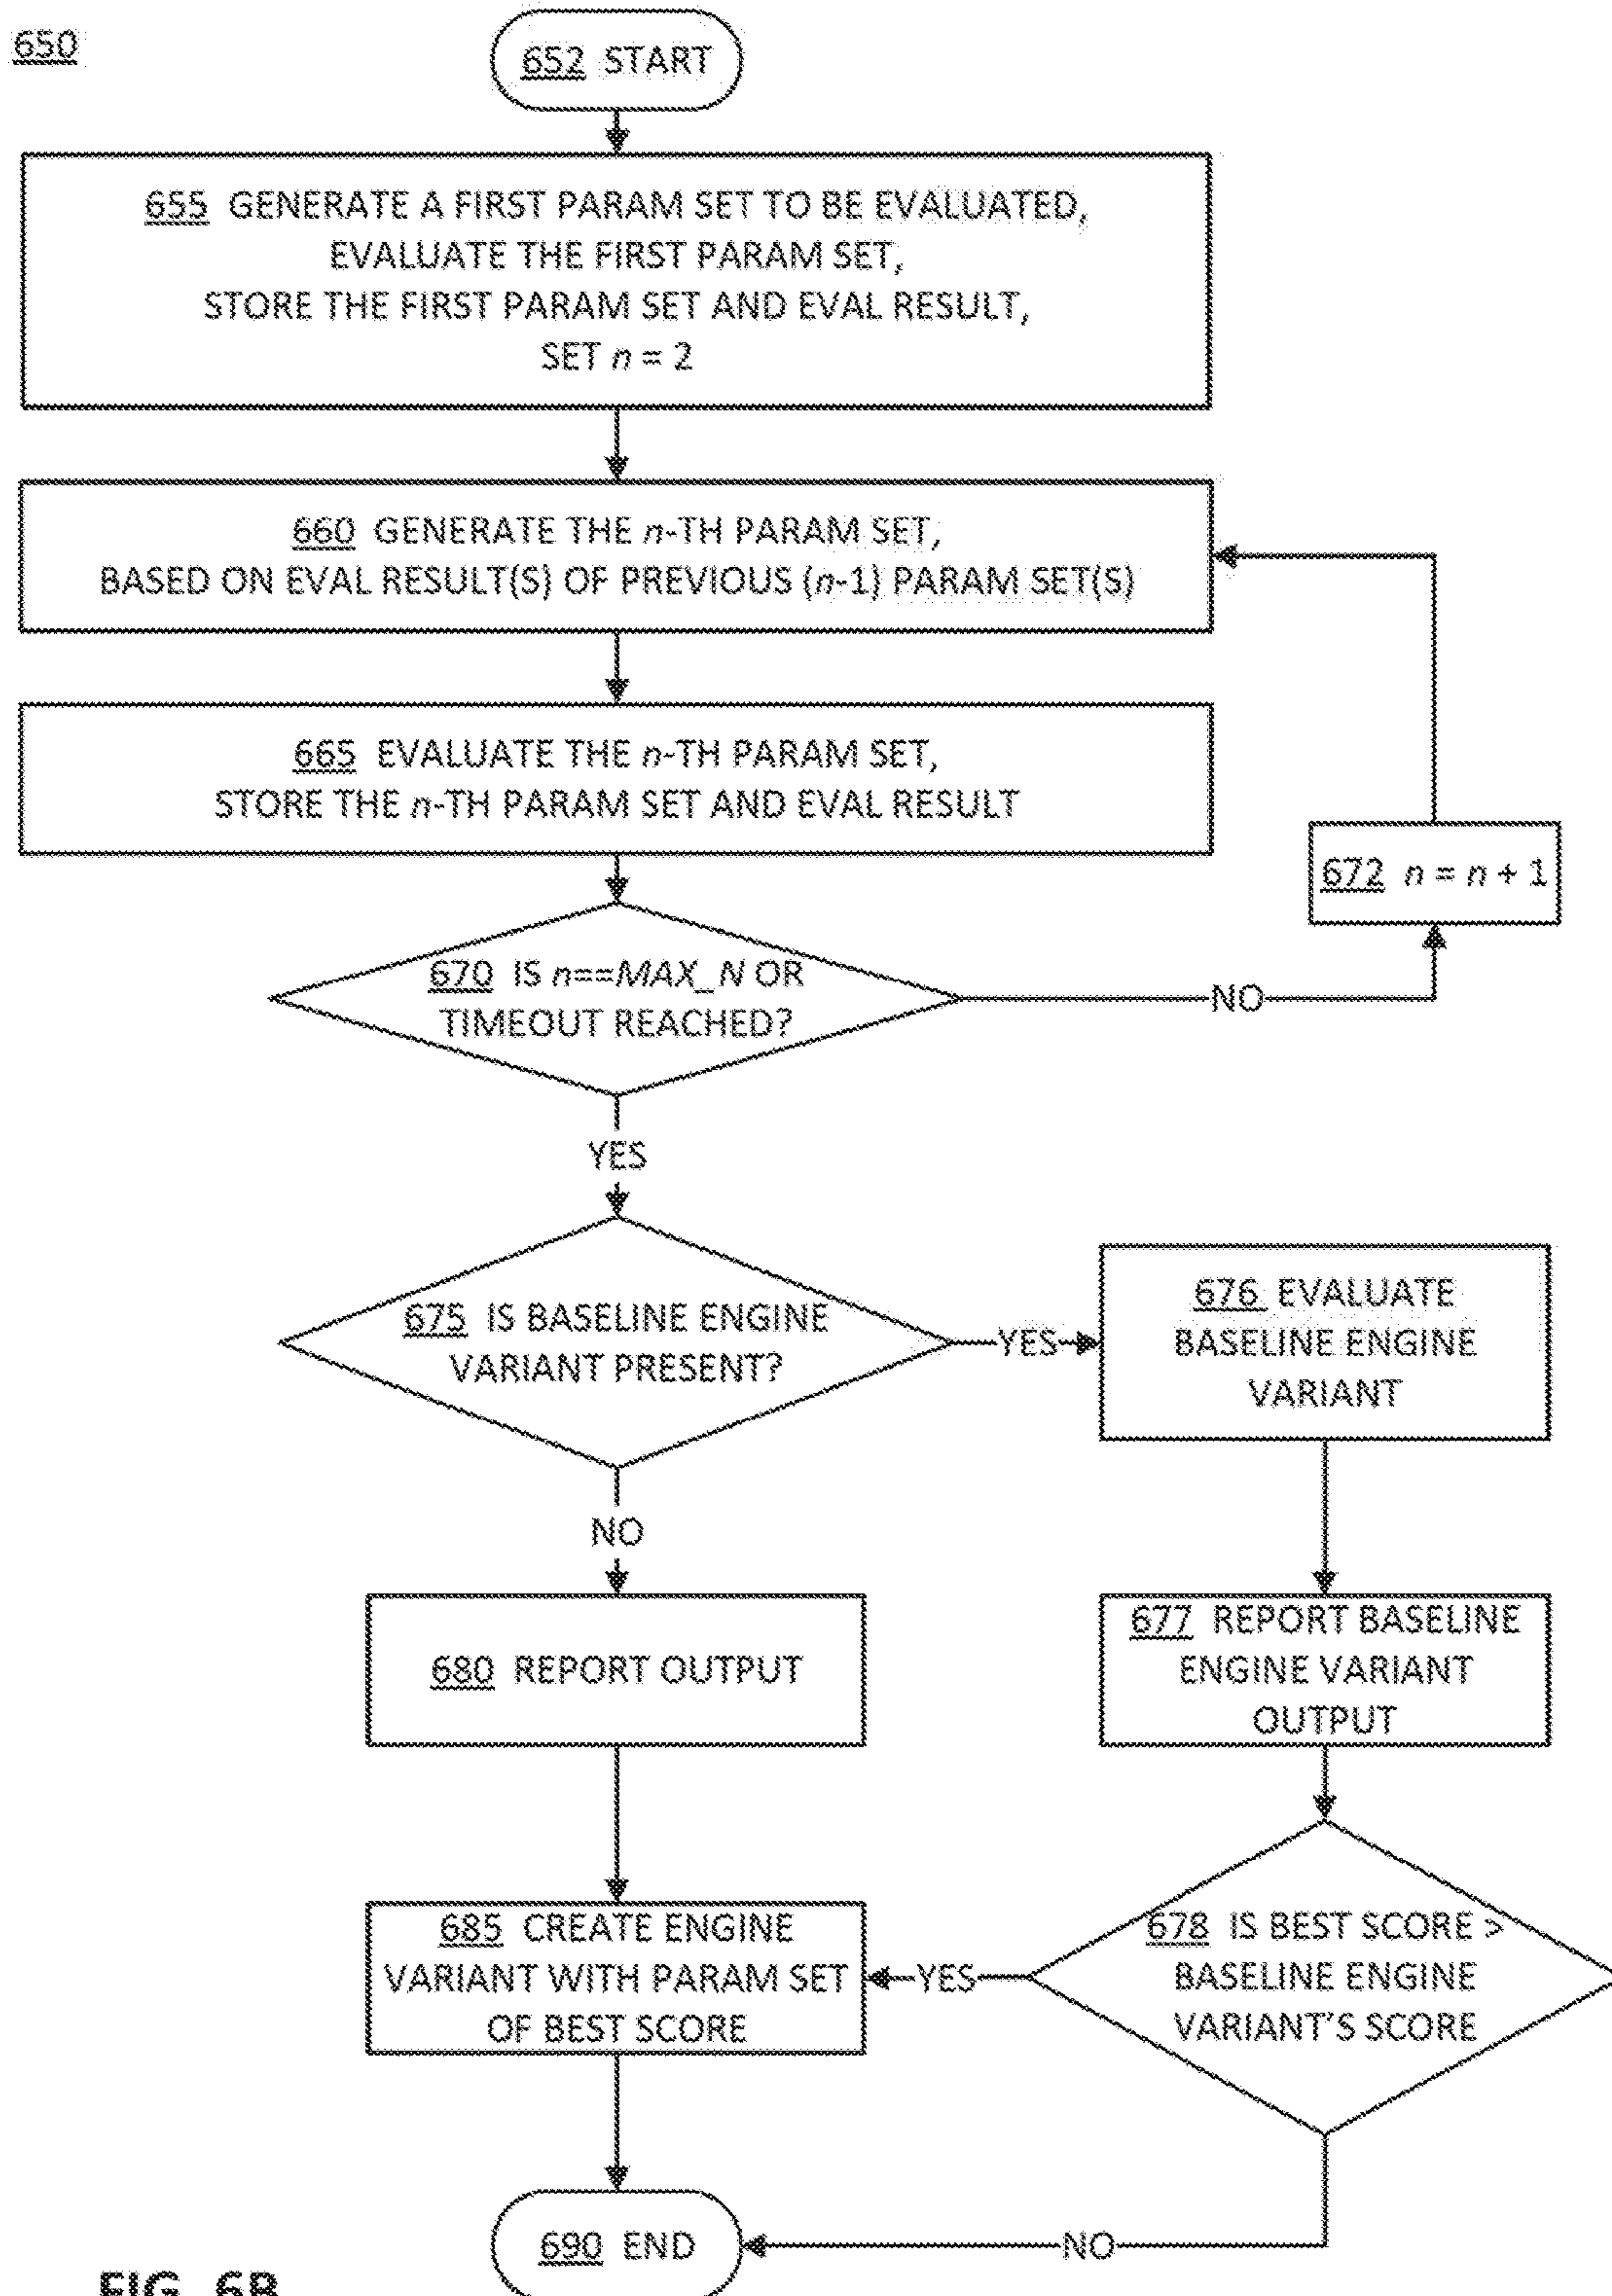 650
652 START
655 GENERATE A FIRST PARAM SET TO BE EVALUATED,
EVALUATE THE FIRST PARAM SET,
STORE THE FIRST PARAM SET AND EVAL RESULT,
SET n = 2
660 GENERATE THE n-TH PARAM SET,
BASED ON EVAL RESULT(S) OF PREVIOUS (n-1) PARAM SET(S)
665 EVALUATE THE n-TH PARAM SET,
STORE THE n-TH PARAM SET AND EVAL RESULT
672 n = n + 1
670 IS n==MAX_N OR
TIMEOUT REACHED?
NO
YES
675 IS BASELINE ENGINE
VARIANT PRESENT?
YES
676 EVALUATE
BASELINE ENGINE
VARIANT
NO
680 REPORT OUTPUT
677 REPORT BASELINE
ENGINE VARIANT
OUTPUT
685 CREATE ENGINE
VARIANT WITH PARAM SET
OF BEST SCORE
YES
678 IS BEST SCORE >
BASELINE ENGINE
VARIANT'S SCORE
690 END
NO
FIG. 6B